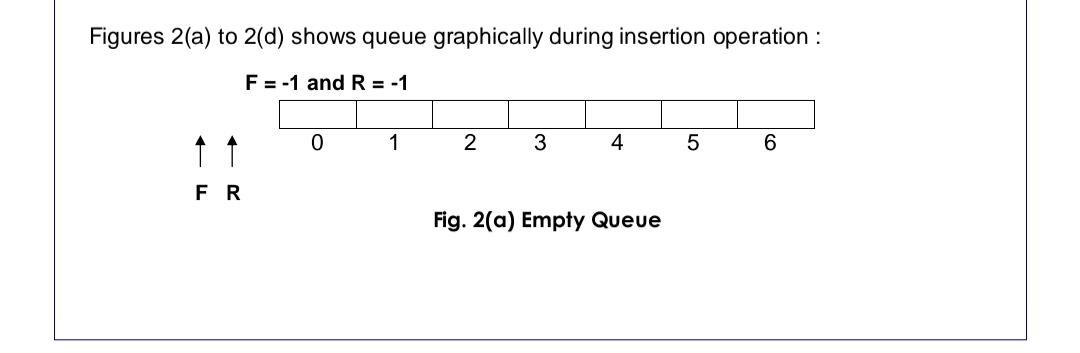 Figures 2(a) to 2(d) shows queue graphically during insertion operation :
F = -1 and R = -1
0 1 2 3 4 5 6
F R
Fig. 2(a) Empty Queue